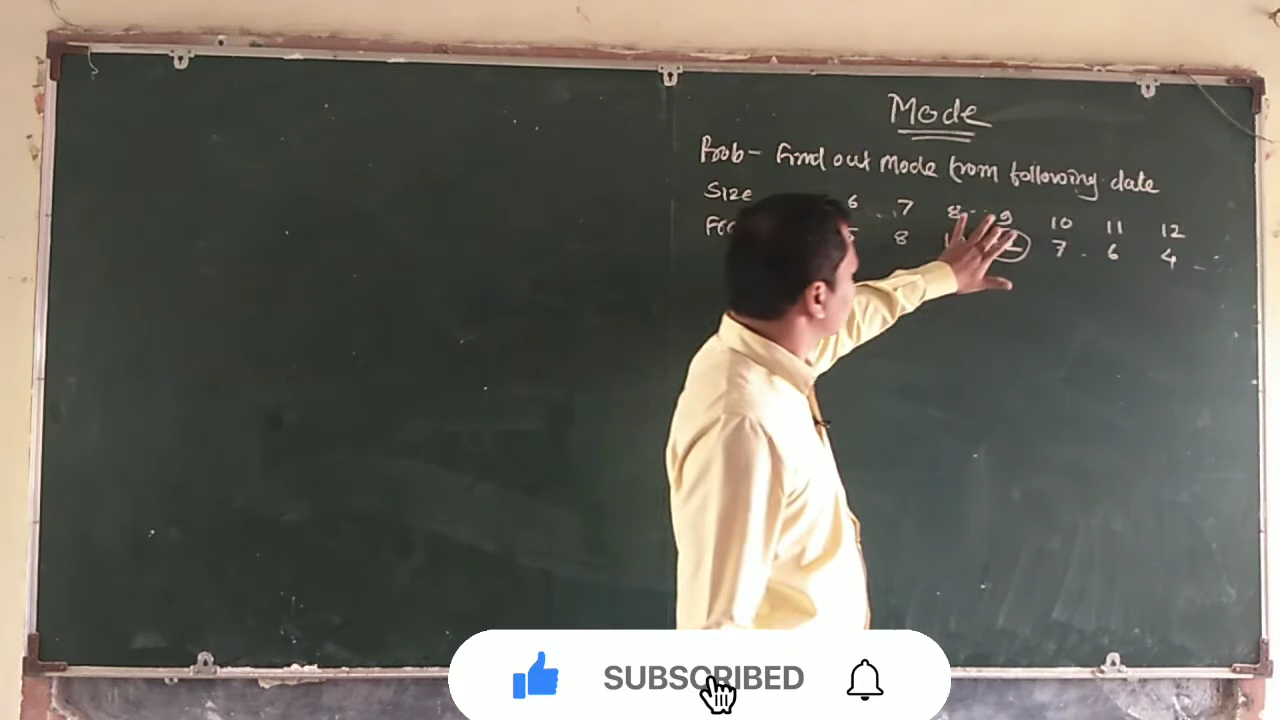 Mode
Prob- Find out Mode from following date
Size 6 7 8 9 10 11 12
8 7 6 4
SUBSCRIBED